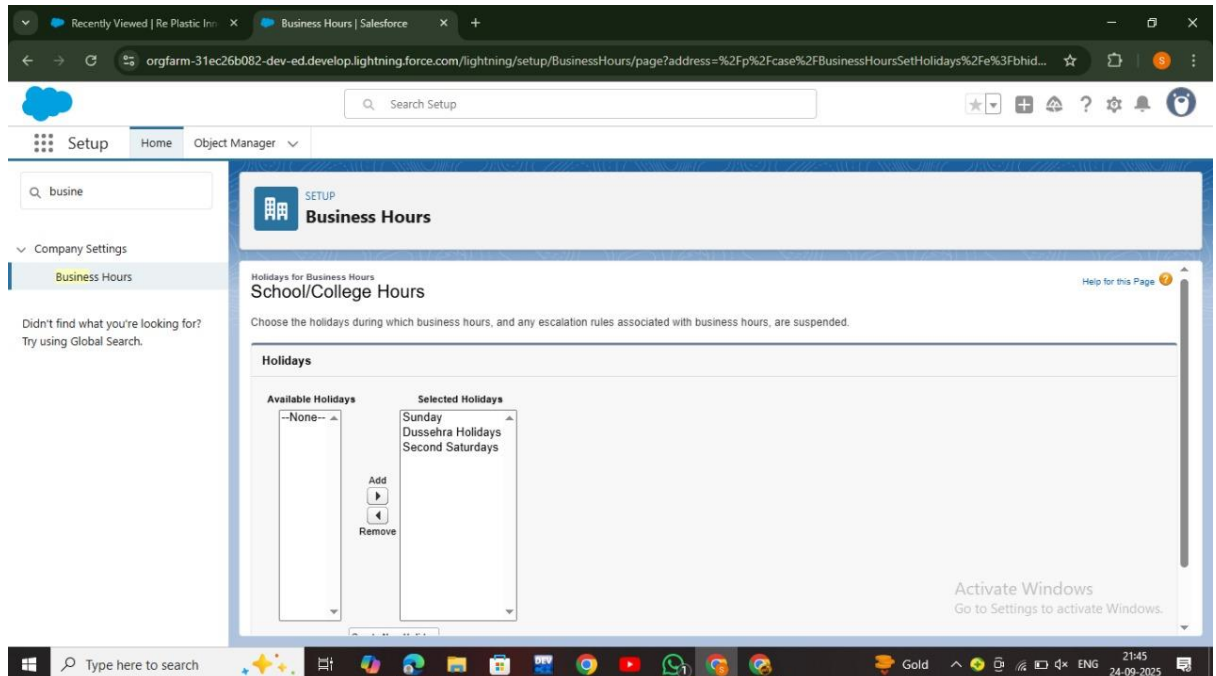 Recently Viewed | Re Plastic Inn
Business Hours | Salesforce
orgfarm-31ec26b082-dev-ed.develop.lightning.force.com/lightning/setup/BusinessHours/page?address=%2Fp%2Fcase%2FBusinessHoursSetHolidays%2Fe%3Fbhid...
S
Search Setup
Setup
Home
Object Manager
busine
Company Settings
Business Hours
Didn't find what you're looking for?
Try using Global Search.
SETUP
Business Hours
Holidays for Business Hours
School/College Hours
Help for this Page
Choose the holidays during which business hours, and any escalation rules associated with business hours, are suspended.
Holidays
Available Holidays
--None--
Add
Remove
Selected Holidays
Sunday
Dussehra Holidays
Second Saturdays
Activate Windows
Go to Settings to activate Windows.
Type here to search
DEV
1
Gold
ENG
21:45
24-09-2025